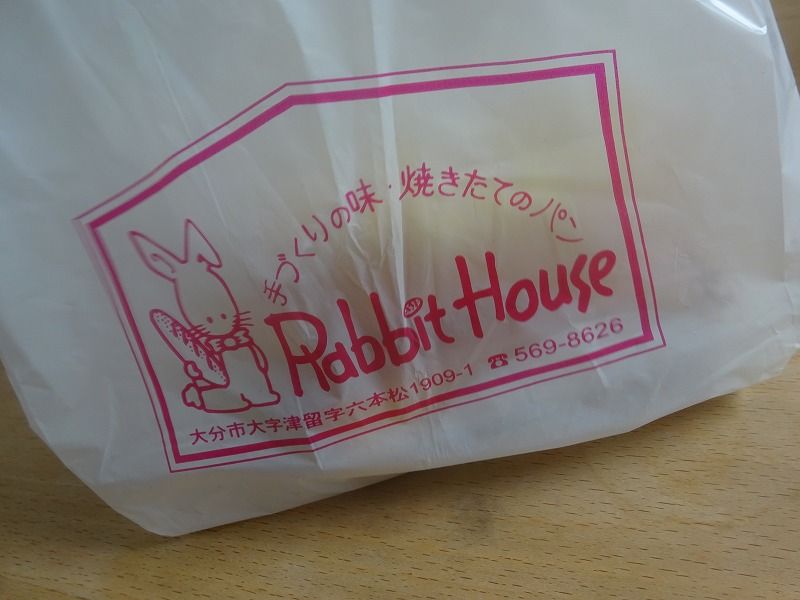 手づくりの味・焼きたてのパン
Rabbit House
大分市大字津留字六本松1909-1 ☎569-8626